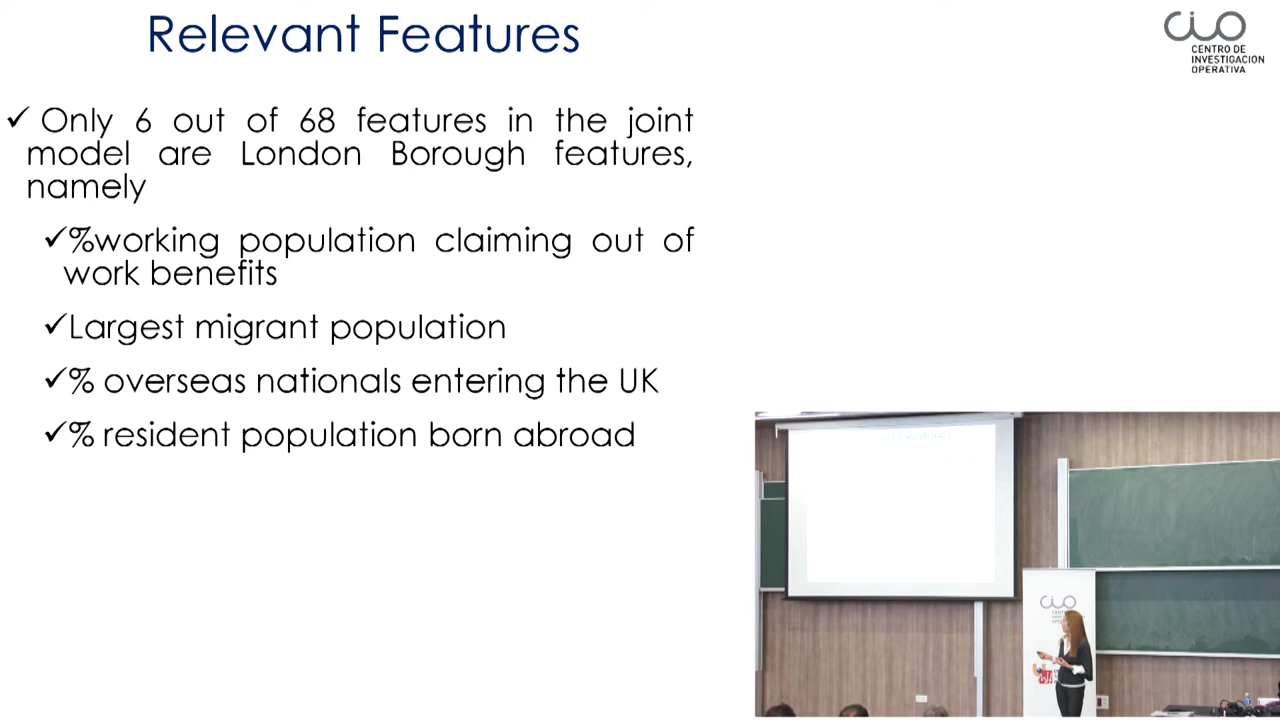 Relevant Features
CENTRO DE
INVESTIGACION
OPERATIVA
✓ Only 6 out of 68 features in the joint
model are London Borough features,
namely
✓%working population claiming out of
work benefits
✓Largest migrant population
✓% overseas nationals entering the UK
✓% resident population born abroad